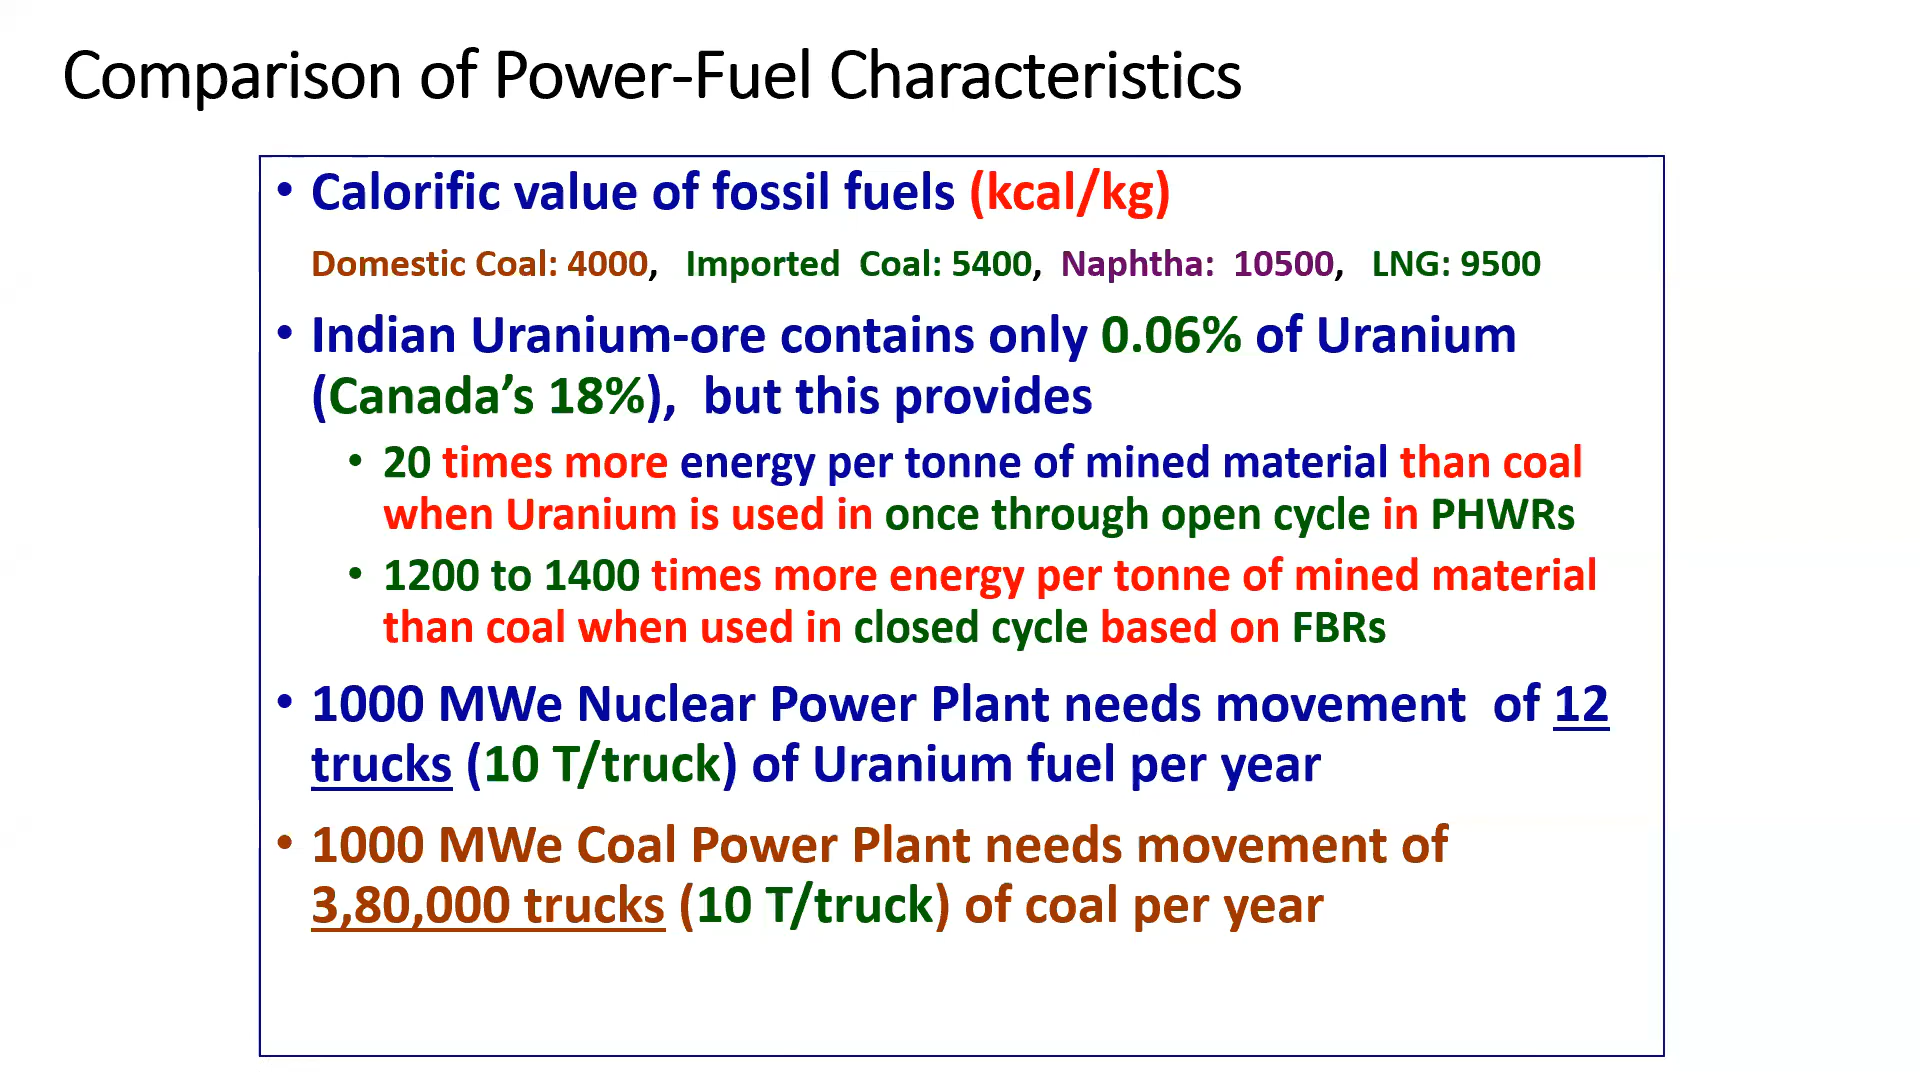 Comparison of Power-Fuel Characteristics
• Calorific value of fossil fuels (kcal/kg)
Domestic Coal: 4000, Imported Coal: 5400, Naphtha: 10500, LNG: 9500
• Indian Uranium-ore contains only 0.06% of Uranium
(Canada’s 18%), but this provides
• 20 times more energy per tonne of mined material than coal
when Uranium is used in once through open cycle in PHWRs
• 1200 to 1400 times more energy per tonne of mined material
than coal when used in closed cycle based on FBRs
• 1000 MWe Nuclear Power Plant needs movement of 12
trucks (10 T/truck) of Uranium fuel per year
• 1000 MWe Coal Power Plant needs movement of
3,80,000 trucks (10 T/truck) of coal per year